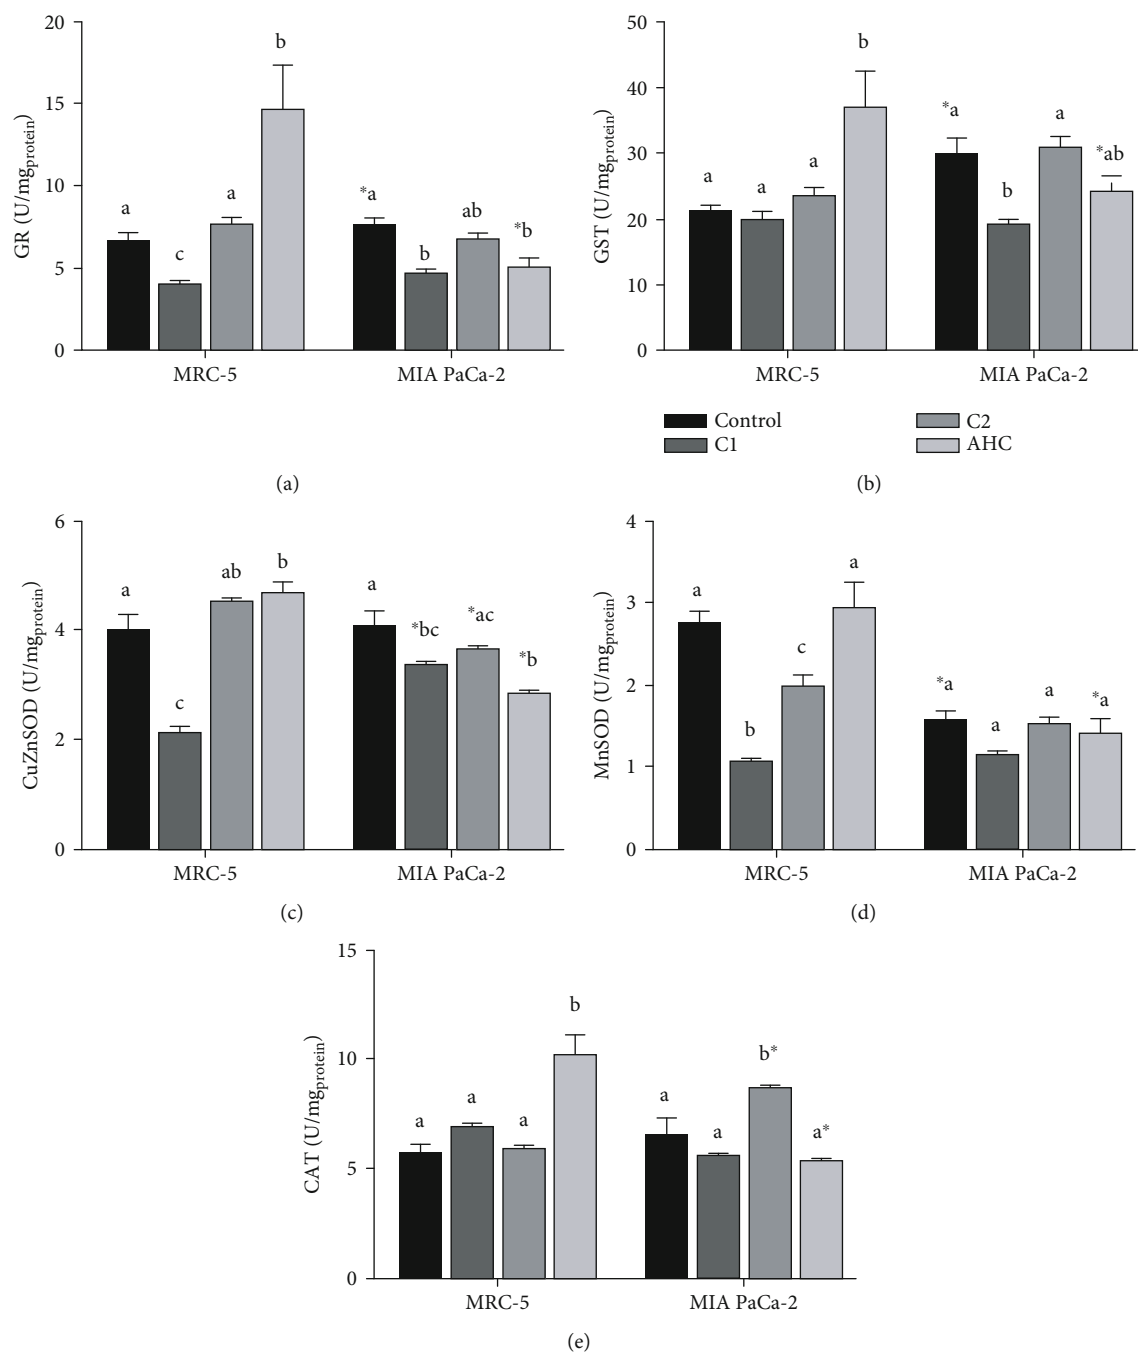 20
15
10
5
0
GR (U/mgprotein)
a
c
a
b
*a
b
ab
*b
MRC-5
MIA PaCa-2
(a)
50
40
30
20
10
0
GST (U/mgprotein)
a
a
a
b
*a
b
a
*ab
MRC-5
MIA PaCa-2
Control
C1
C2
AHC
(b)
6
4
2
0
CuZnSOD (U/mgprotein)
a
c
ab
b
a
*bc
*ac
*b
MRC-5
MIA PaCa-2
(c)
4
3
2
1
0
MnSOD (U/mgprotein)
a
b
c
a
*a
a
a
*a
MRC-5
MIA PaCa-2
(d)
15
10
5
0
CAT (U/mgprotein)
a
a
a
b
a
a
b*
a*
MRC-5
MIA PaCa-2
(e)